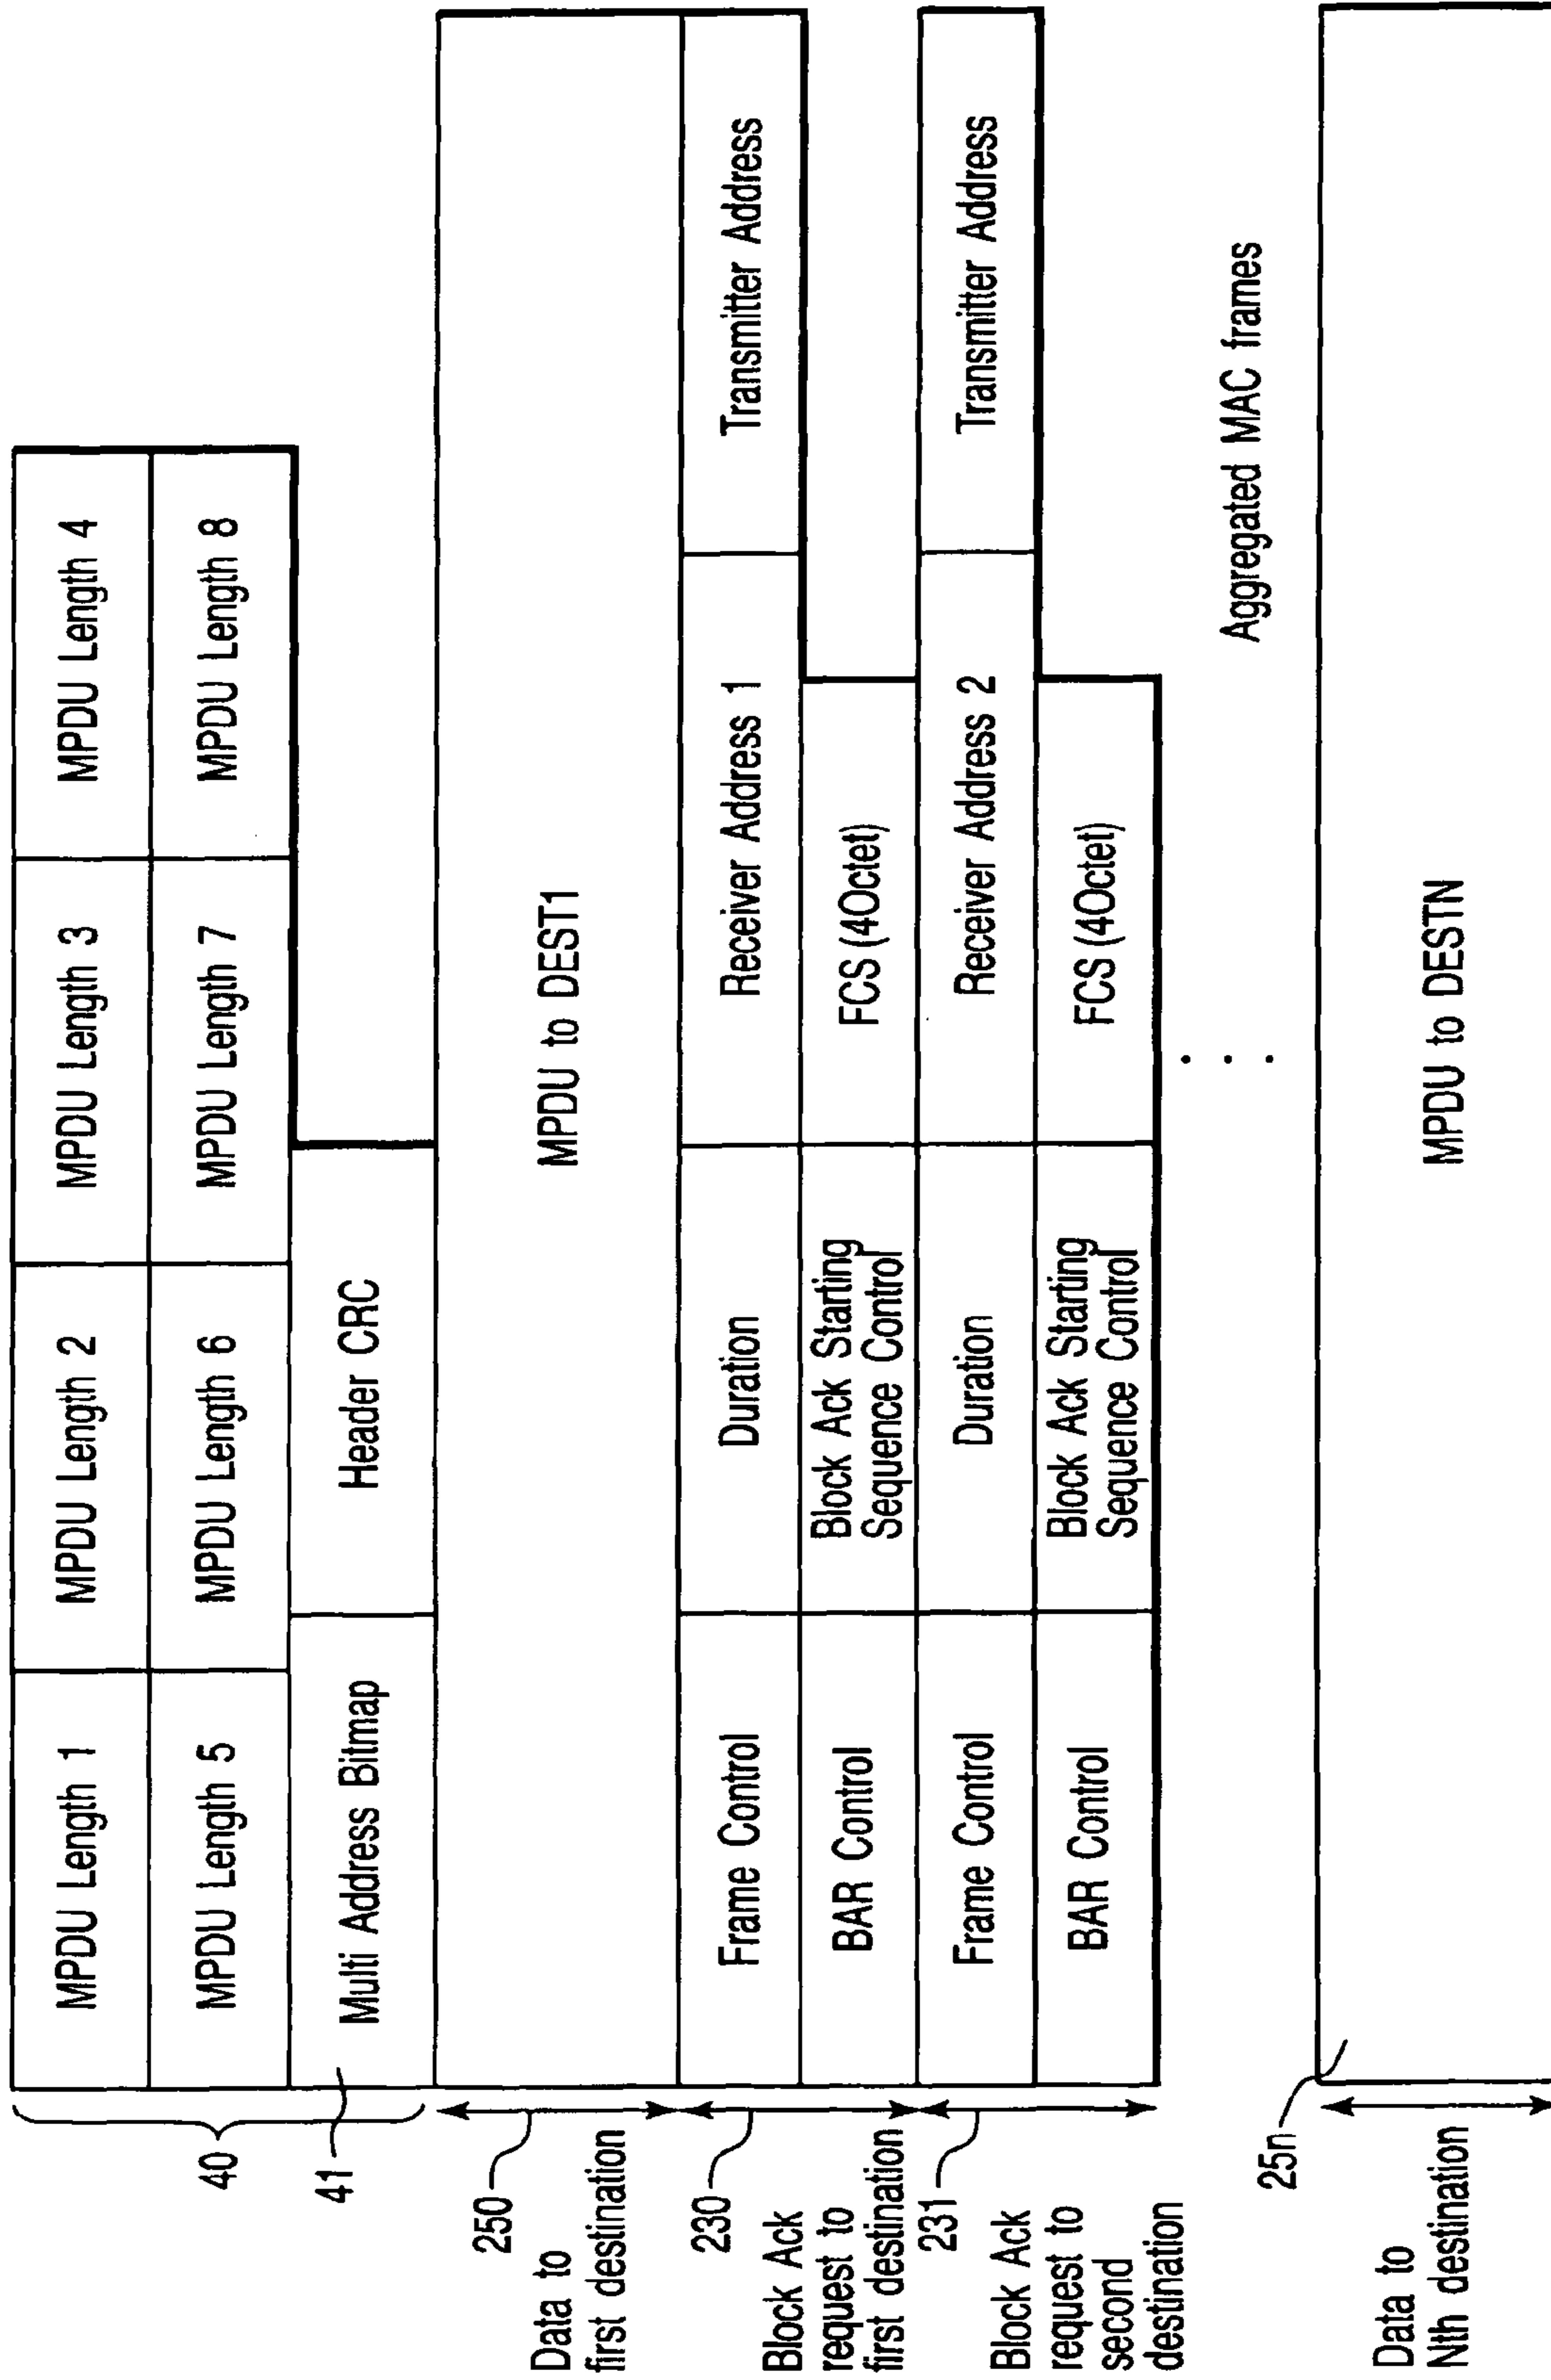 MPDU Length 1
MPDU Length 2
MPDU Length 3
MPDU Length 4
MPDU Length 5
MPDU Length 6
MPDU Length 7
MPDU Length 8
40
41
Multi Address Bitmap
Header CRC
250
Data to
first destination
MPDU to DEST1
230
Block Ack
request to
first destination
Frame Control
Duration
Receiver Address 1
Transmitter Address
BAR Control
Block Ack Starting
Sequence Control
FCS (4Octet)
231
Block Ack
request to
second
destination
Frame Control
Duration
Receiver Address 2
Transmitter Address
BAR Control
Block Ack Starting
Sequence Control
FCS (4Octet)
. . .
Aggregated MAC frames
25n
Data to
Nth destination
MPDU to DESTN